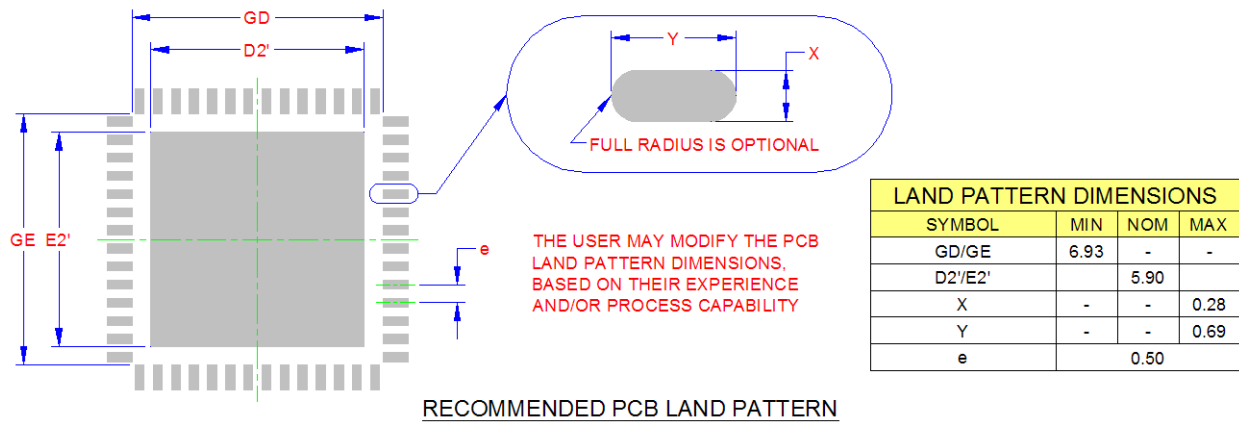 GD
D2'
GE E2'
e
Y
X
FULL RADIUS IS OPTIONAL
THE USER MAY MODIFY THE PCB
LAND PATTERN DIMENSIONS,
BASED ON THEIR EXPERIENCE
AND/OR PROCESS CAPABILITY
LAND PATTERN DIMENSIONS
SYMBOL MIN NOM MAX
GD/GE 6.93 - -
D2'/E2' 5.90
X - - 0.28
Y - - 0.69
e 0.50
RECOMMENDED PCB LAND PATTERN